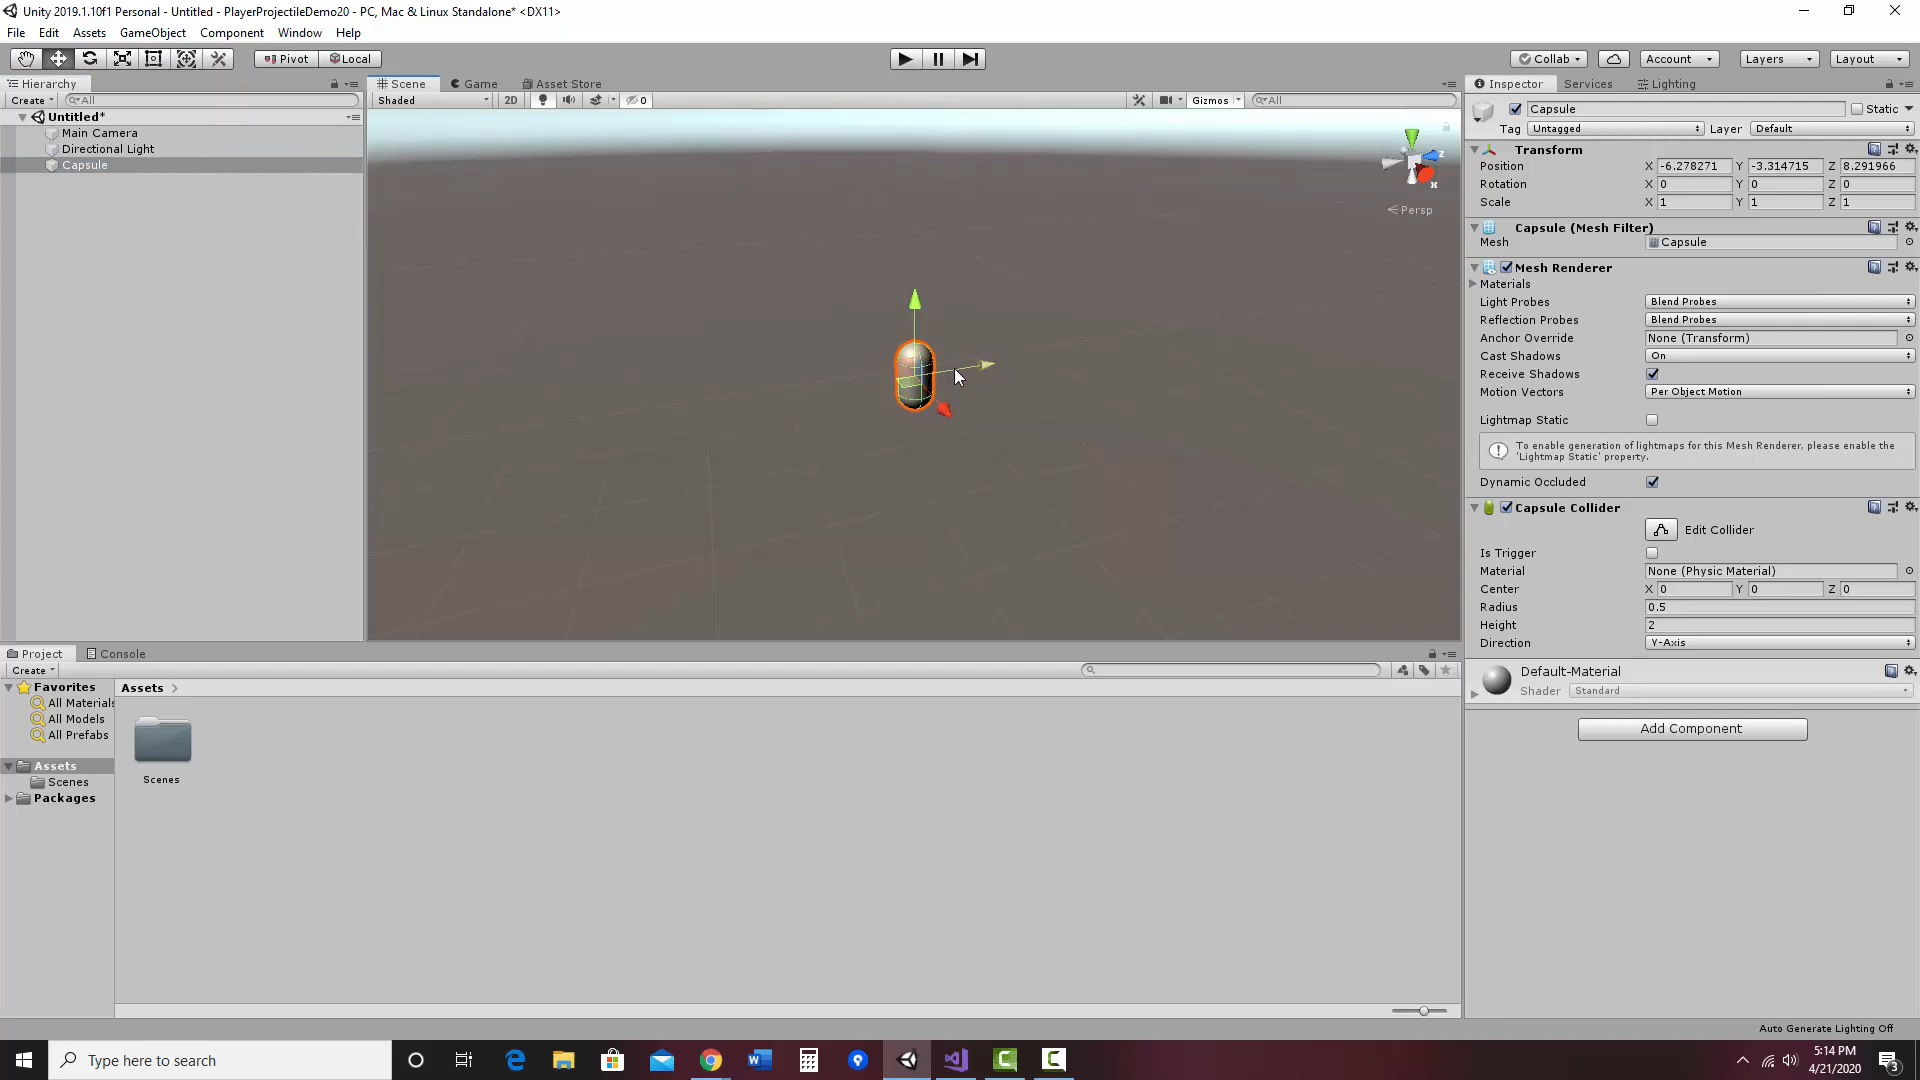 Unity 2019.1.10f1 Personal - Untitled - PlayerProjectileDemo20 - PC, Mac & Linux Standalone* <DX11>
File Edit Assets GameObject Component Window Help
Pivot Local Collab Account Layers Layout
Hierarchy Scene Game Asset Store Inspector Services Lighting
Create All Shaded 2D 0 Gizmos All
Capsule Static
Tag Untagged Layer Default
Untitled*
Main Camera
Directional Light
Capsule
Transform
Position X -6.278271 Y -3.314715 Z 8.291966
Rotation X 0 Y 0 Z 0
Scale X 1 Y 1 Z 1
z
x
Persp
Capsule (Mesh Filter)
Mesh Capsule
Mesh Renderer
Materials
Light Probes Blend Probes
Reflection Probes Blend Probes
Anchor Override None (Transform)
Cast Shadows On
Receive Shadows
Motion Vectors Per Object Motion
Lightmap Static
To enable generation of lightmaps for this Mesh Renderer, please enable the
'Lightmap Static' property.
Dynamic Occluded
Capsule Collider
Edit Collider
Is Trigger
Material None (Physic Material)
Center X 0 Y 0 Z 0
Radius 0.5
Height 2
Direction Y-Axis
Default-Material
Shader Standard
Add Component
Project Console
Create
Favorites
All Materials
All Models
All Prefabs
Assets
Scenes
Packages
Assets
Scenes
Auto Generate Lighting Off
Type here to search
5:14 PM
4/21/2020
3